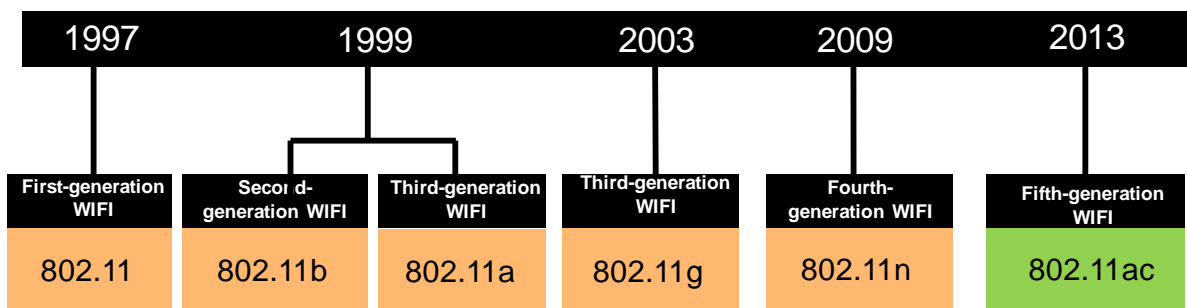 1997 1999 2003 2009 2013
First-generation
WIFI
802.11
Second-
generation WIFI
802.11b
Third-generation
WIFI
802.11a
Third-generation
WIFI
802.11g
Fourth-
generation WIFI
802.11n
Fifth-generation
WIFI
802.11ac